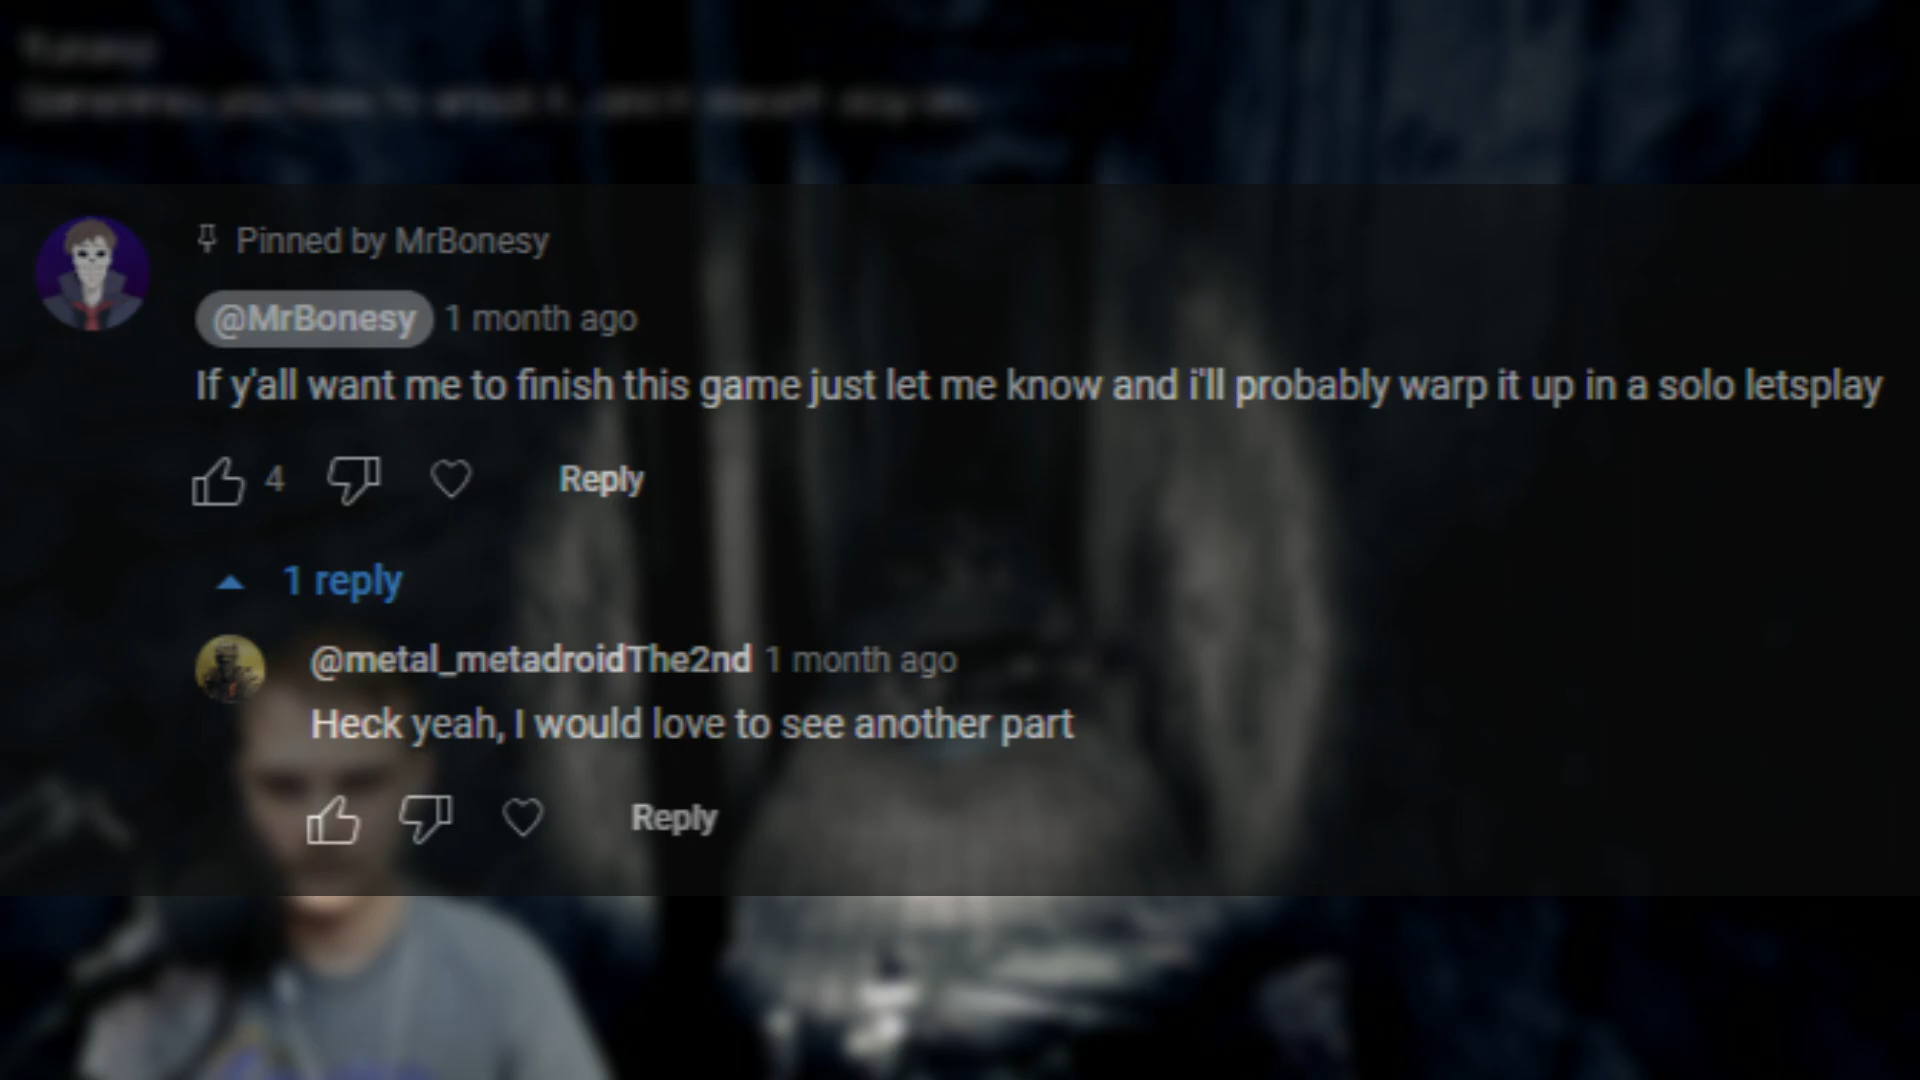 Pinned by MrBonesy
@MrBonesy 1 month ago
If y'all want me to finish this game just let me know and i'll probably warp it up in a solo letsplay
4 Reply
1 reply
@metal_metadroidThe2nd 1 month ago
Heck yeah, I would love to see another part
Reply